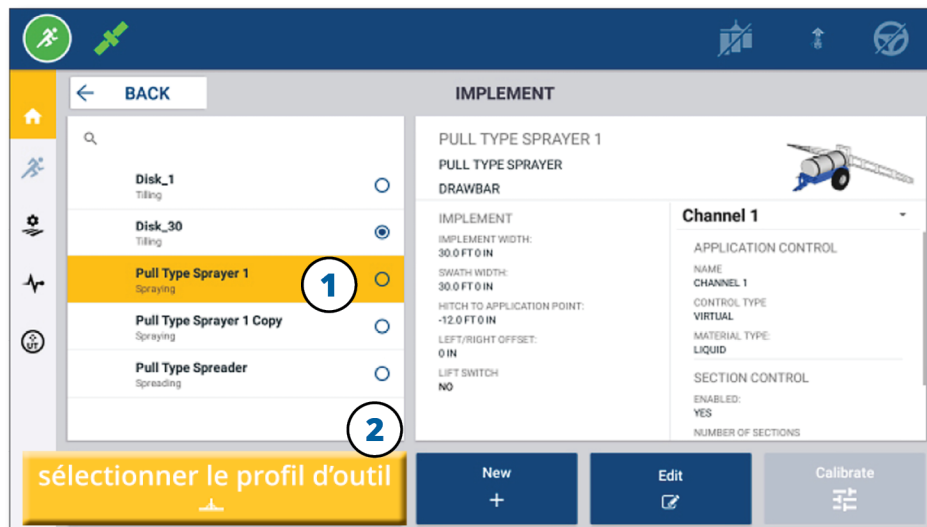 BACK
IMPLEMENT
Disk_1
Tilling
Disk_30
Tilling
Pull Type Sprayer 1
Spraying
1
Pull Type Sprayer 1 Copy
Spraying
Pull Type Spreader
Spreading
2
PULL TYPE SPRAYER 1
PULL TYPE SPRAYER
DRAWBAR
IMPLEMENT
IMPLEMENT WIDTH:
30.0 FT 0 IN
SWATH WIDTH:
30.0 FT 0 IN
HITCH TO APPLICATION POINT:
-12.0 FT 0 IN
LEFT/RIGHT OFFSET:
0 IN
LIFT SWITCH
NO
Channel 1
APPLICATION CONTROL
NAME
CHANNEL 1
CONTROL TYPE
VIRTUAL
MATERIAL TYPE:
LIQUID
SECTION CONTROL
ENABLED:
YES
NUMBER OF SECTIONS
UT
sélectionner le profil d’outil
New
Edit
Calibrate